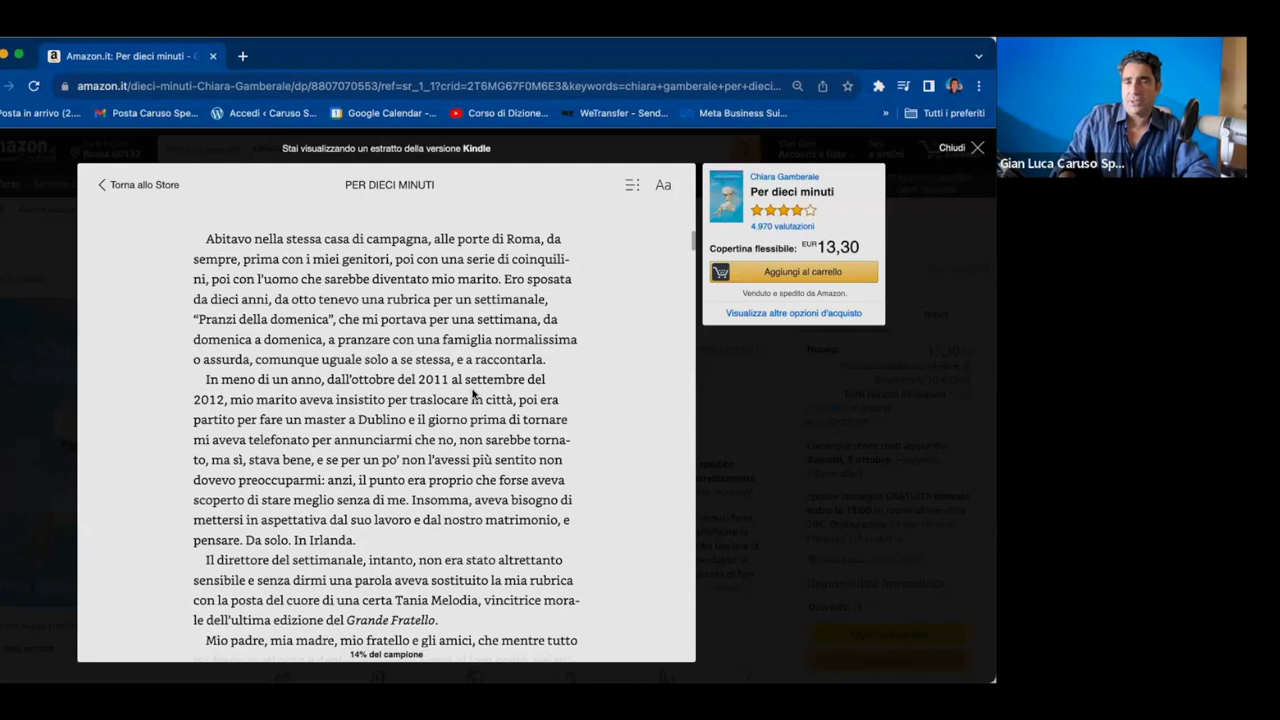 Amazon.it: Per dieci minuti -
amazon.it/dieci-minuti-Chiara-Gamberale/dp/8807070553/ref=sr_1_1?crid=2T6MG67F0M6E3&keywords=chiara+gamberale+per+dieci...
osta in arrivo (2....
Posta Caruso Spe...
Accedi ‹ Caruso S...
Google Calendar -...
Corso di Dizione...
WeTransfer - Send...
Meta Business Sui...
»
Tutti i preferiti
Stai visualizzando un estratto della versione Kindle
Chiudi
Torna allo Store
PER DIECI MINUTI
Aa
Abitavo nella stessa casa di campagna, alle porte di Roma, da
sempre, prima con i miei genitori, poi con una serie di coinquili-
ni, poi con l'uomo che sarebbe diventato mio marito. Ero sposata
da dieci anni, da otto tenevo una rubrica per un settimanale,
“Pranzi della domenica”, che mi portava per una settimana, da
domenica a domenica, a pranzare con una famiglia normalissima
o assurda, comunque uguale solo a se stessa, e a raccontarla.
In meno di un anno, dall'ottobre del 2011 al settembre del
2012, mio marito aveva insistito per traslocare in città, poi era
partito per fare un master a Dublino e il giorno prima di tornare
mi aveva telefonato per annunciarmi che no, non sarebbe torna-
to, ma sì, stava bene, e se per un po' non l'avessi più sentito non
dovevo preoccuparmi: anzi, il punto era proprio che forse aveva
scoperto di stare meglio senza di me. Insomma, aveva bisogno di
mettersi in aspettativa dal suo lavoro e dal nostro matrimonio, e
pensare. Da solo. In Irlanda.
Il direttore del settimanale, intanto, non era stato altrettanto
sensibile e senza dirmi una parola aveva sostituito la mia rubrica
con la posta del cuore di una certa Tania Melodia, vincitrice mora-
le dell'ultima edizione del Grande Fratello.
Mio padre, mia madre, mio fratello e gli amici, che mentre tutto
14% del campione
Chiara Gamberale
Per dieci minuti
4.970 valutazioni
Copertina flessibile: EUR13,30
Aggiungi al carrello
Venduto e spedito da Amazon.
Visualizza altre opzioni d'acquisto
Disponibilità immediata
Gian Luca Caruso Sp...